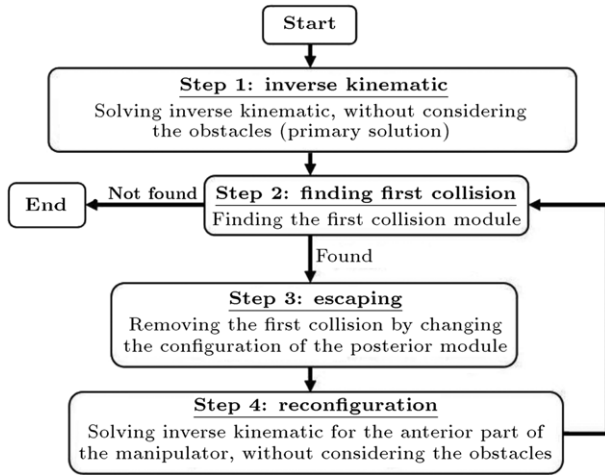 Start
Step 1: inverse kinematic
Solving inverse kinematic, without considering
the obstacles (primary solution)
End
Not found
Step 2: finding first collision
Finding the first collision module
Found
Step 3: escaping
Removing the first collision by changing
the configuration of the posterior module
Step 4: reconfiguration
Solving inverse kinematic for the anterior part of
the manipulator, without considering the obstacles